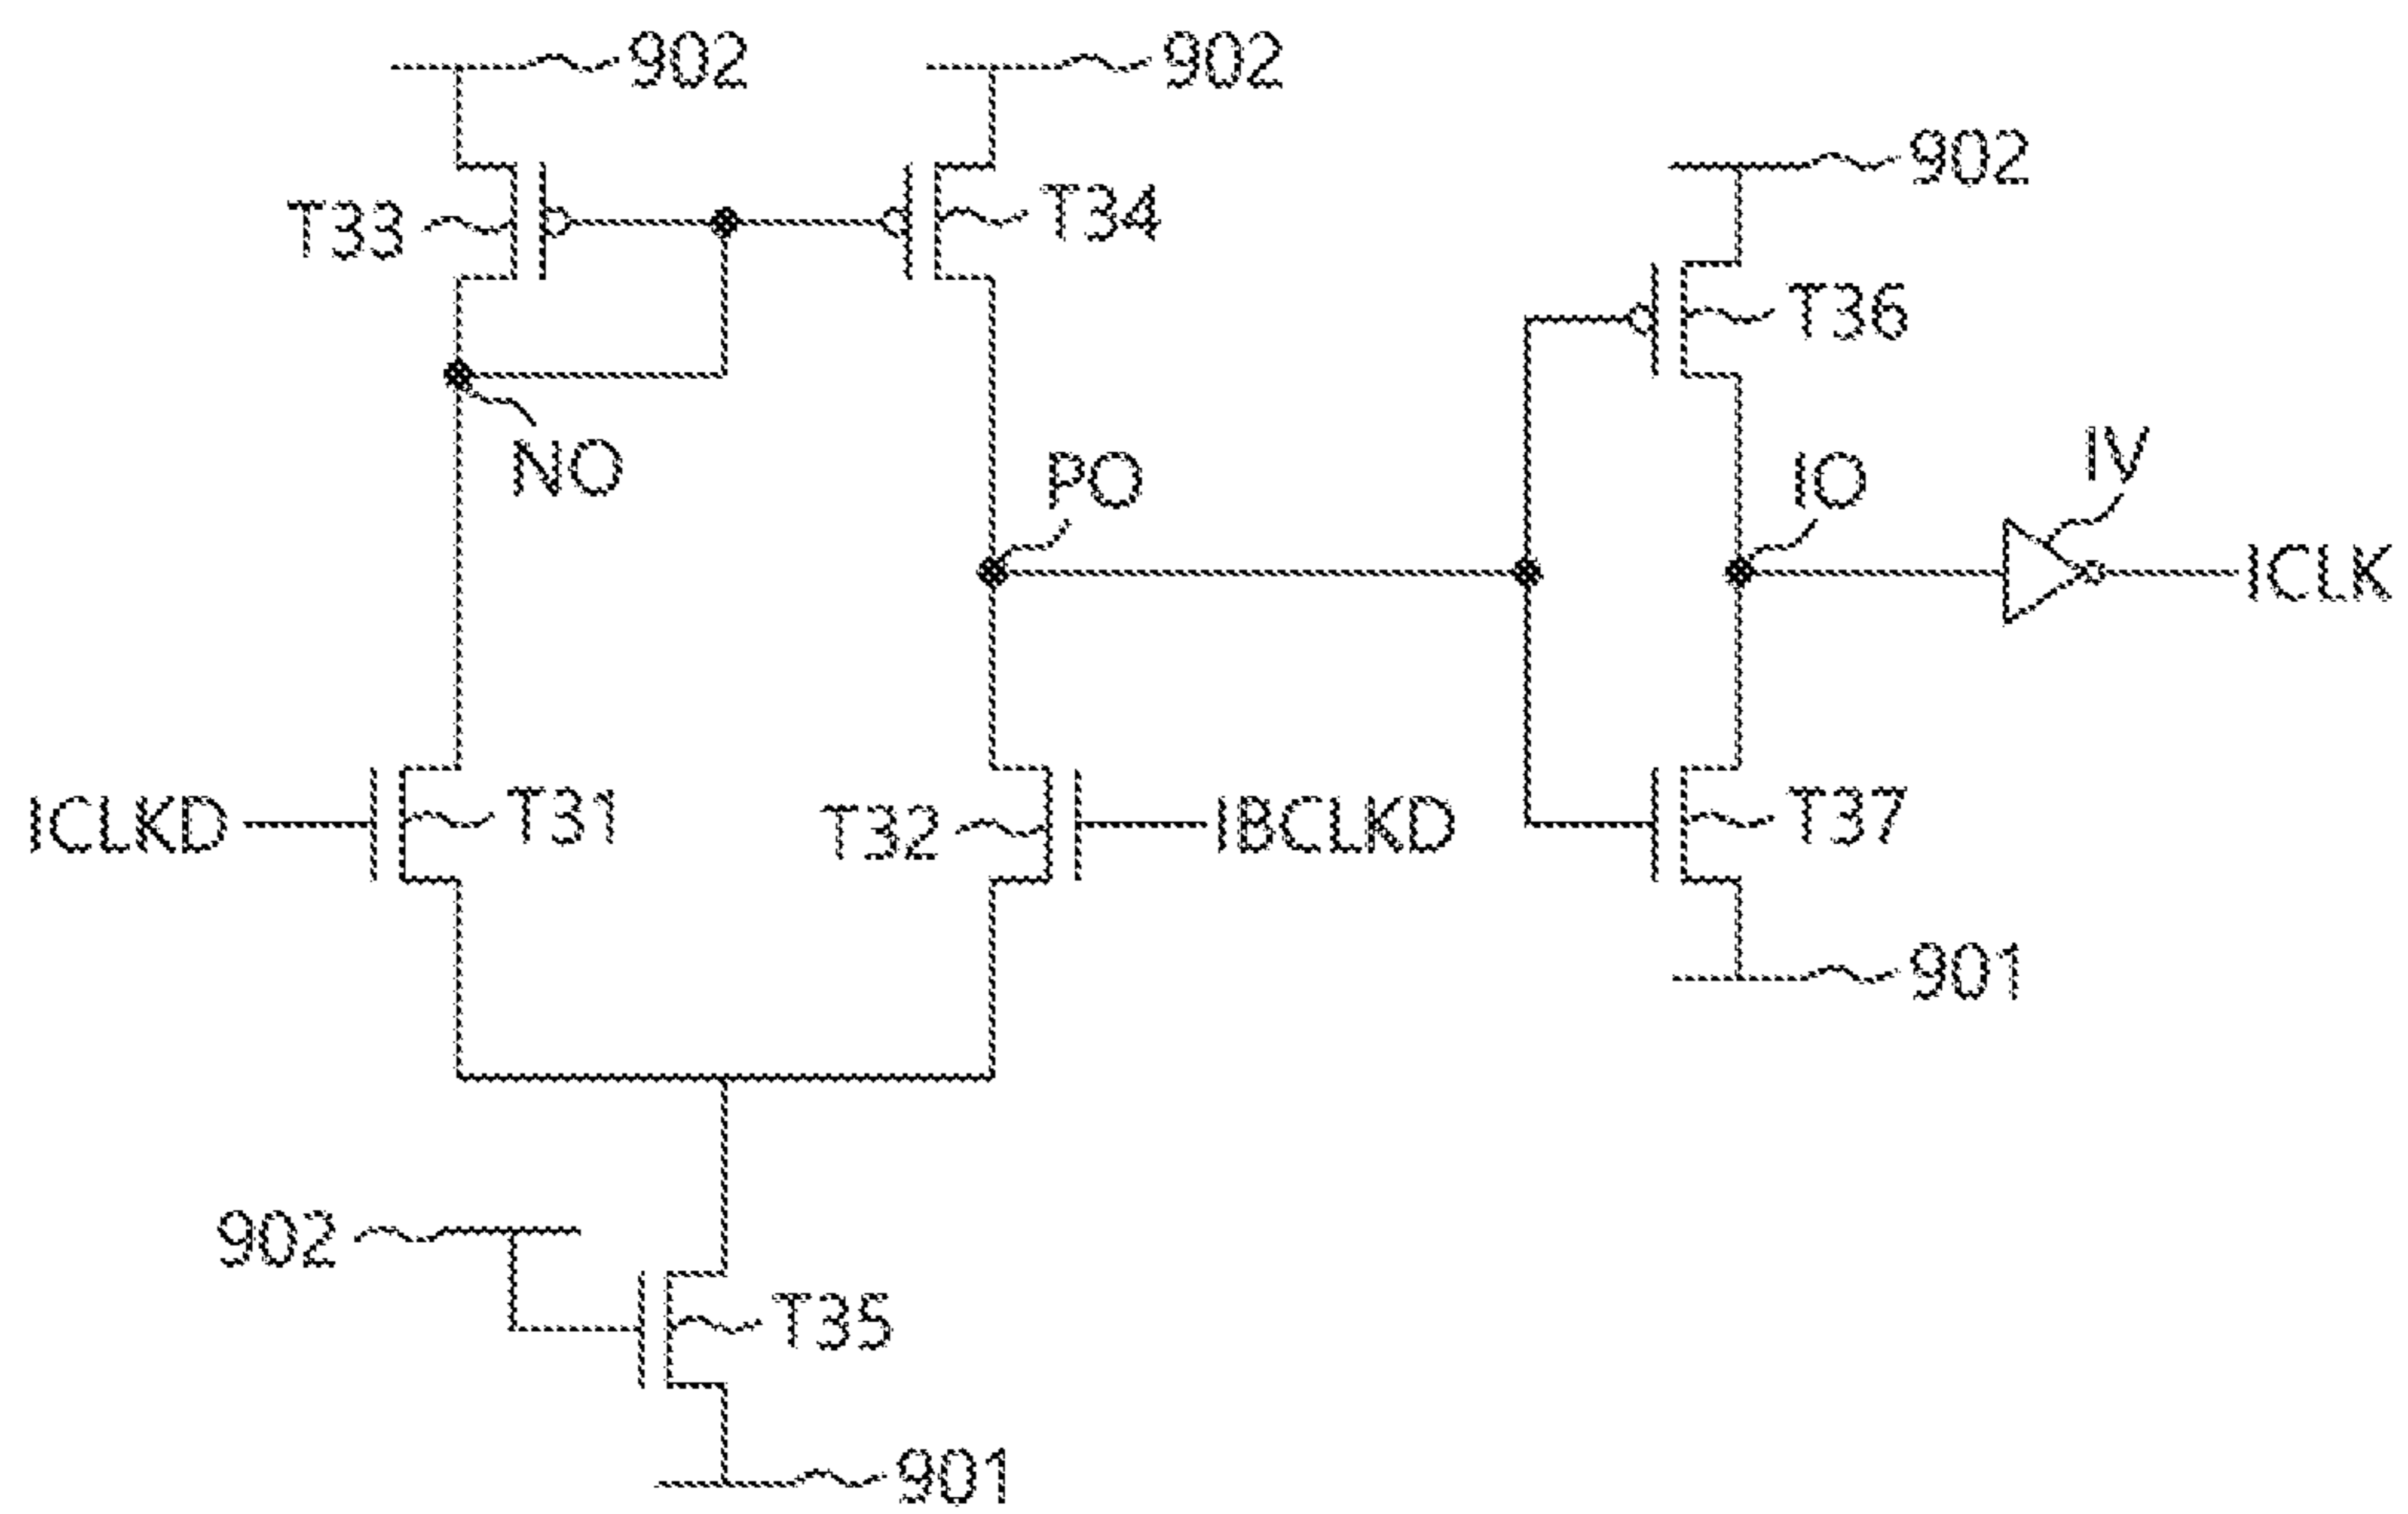 902
902
902
T33
T34
T36
NO
PO
IO
IV
ICLK
ICLKD
T31
T32
IBCLKD
T37
901
902
T35
901